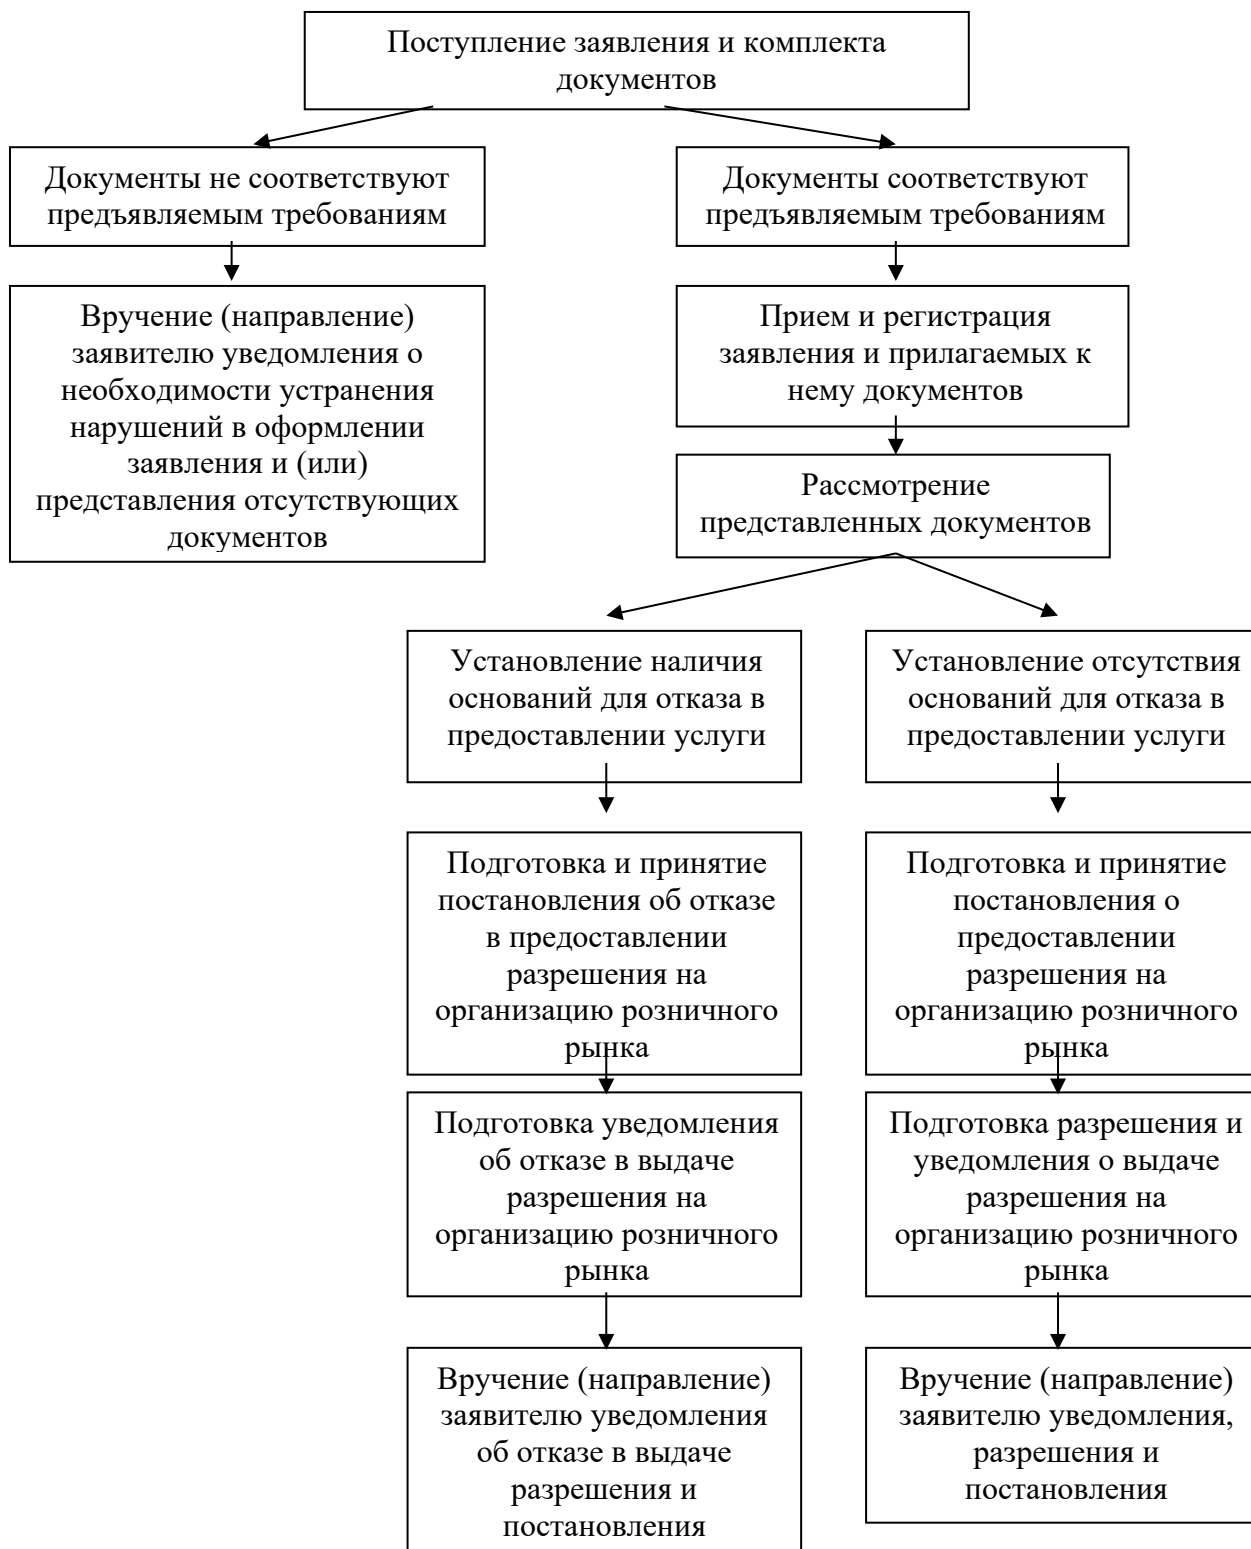 Поступление заявления и комплекта
документов
Документы не соответствуют
предъявляемым требованиям
Документы соответствуют
предъявляемым требованиям
Вручение (направление)
заявителю уведомления о
необходимости устранения
нарушений в оформлении
заявления и (или)
представления отсутствующих
документов
Прием и регистрация
заявления и прилагаемых к
нему документов
Рассмотрение
представленных документов
Установление наличия
оснований для отказа в
предоставлении услуги
Установление отсутствия
оснований для отказа в
предоставлении услуги
Подготовка и принятие
постановления об отказе
в предоставлении
разрешения на
организацию розничного
рынка
Подготовка и принятие
постановления о
предоставлении
разрешения на
организацию розничного
рынка
Подготовка уведомления
об отказе в выдаче
разрешения на
организацию розничного
рынка
Подготовка разрешения и
уведомления о выдаче
разрешения на
организацию розничного
рынка
Вручение (направление)
заявителю уведомления
об отказе в выдаче
разрешения и
постановления
Вручение (направление)
заявителю уведомления,
разрешения и
постановления